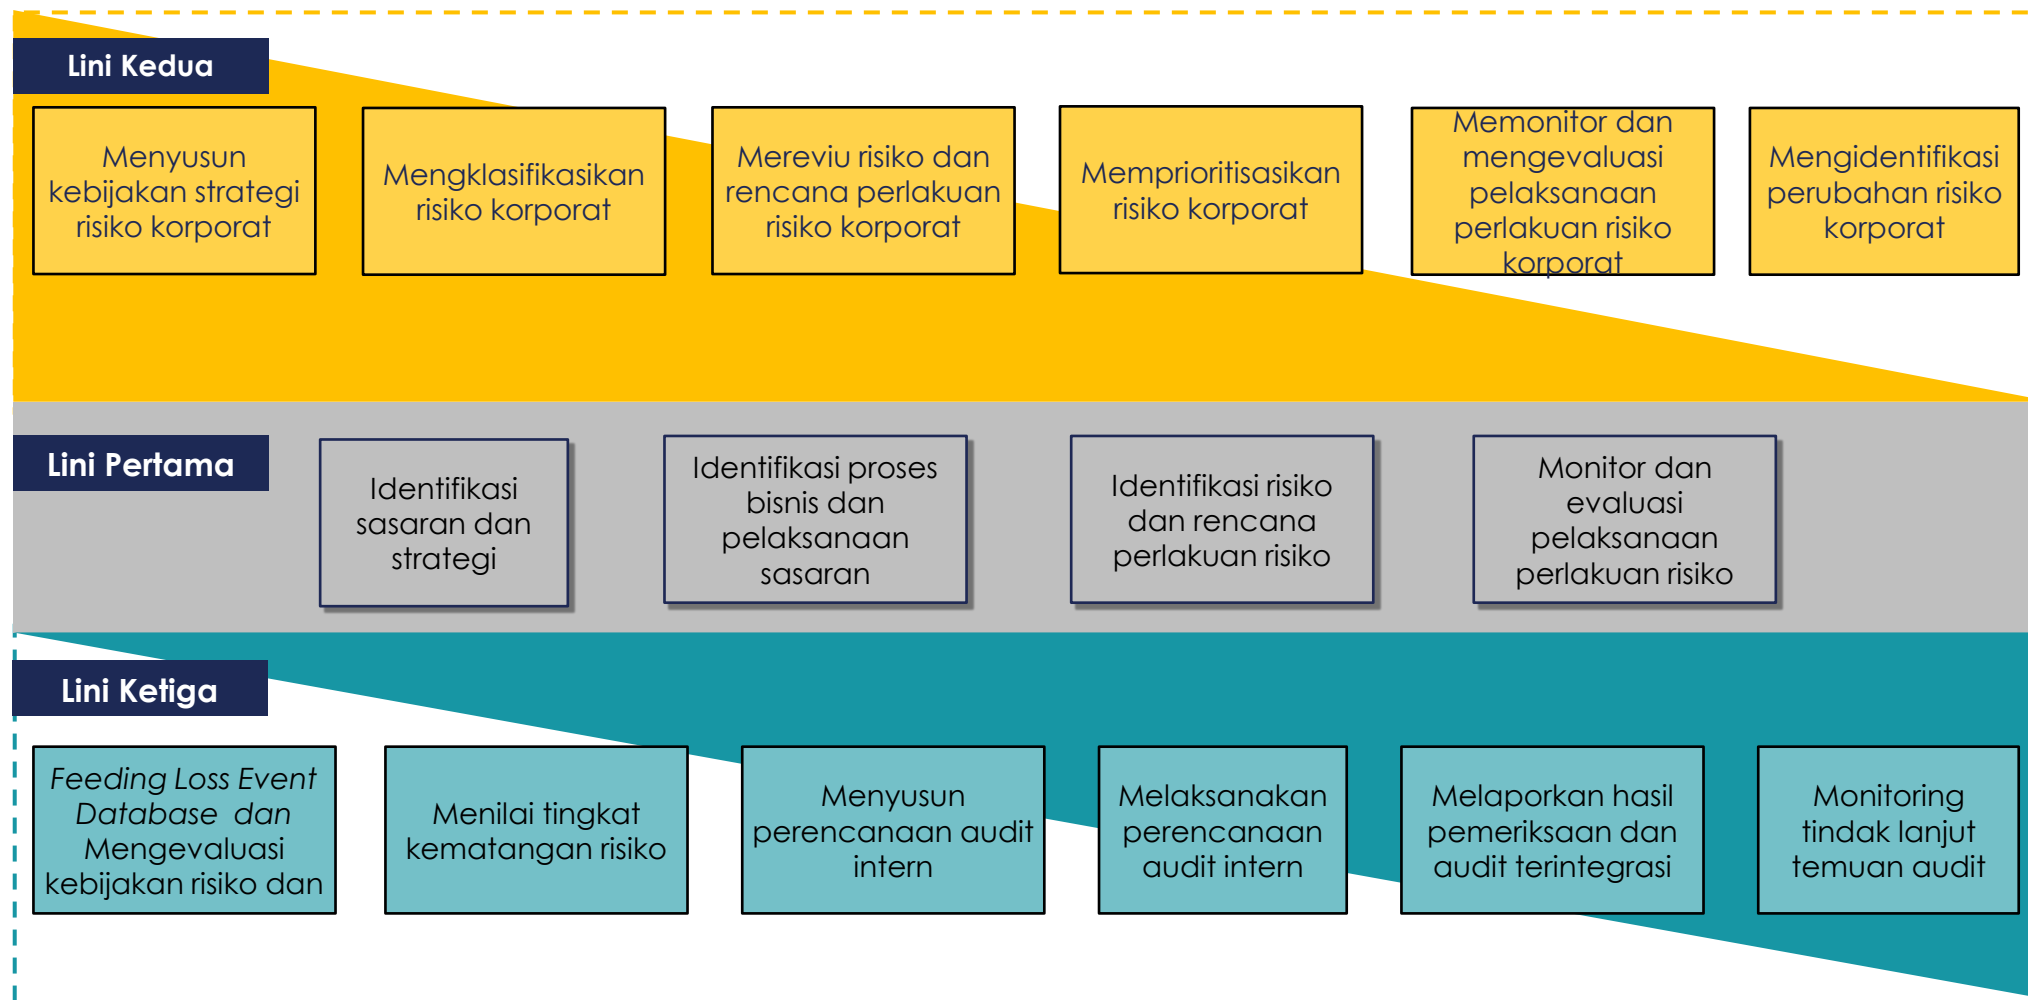 Lini Kedua
Menyusun
kebijakan strategi
risiko korporat
Mengklasifikasikan
risiko korporat
Mereviu risiko dan
rencana perlakuan
risiko korporat
Memprioritisasikan
risiko korporat
Memonitor dan
mengevaluasi
pelaksanaan
perlakuan risiko
korporat
Mengidentifikasi
perubahan risiko
korporat
Lini Pertama
Identifikasi
sasaran dan
strategi
Identifikasi proses
bisnis dan
pelaksanaan
sasaran
Identifikasi risiko
dan rencana
perlakuan risiko
Monitor dan
evaluasi
pelaksanaan
perlakuan risiko
Lini Ketiga
Feeding Loss Event
Database dan
Mengevaluasi
kebijakan risiko dan
Menilai tingkat
kematangan risiko
Menyusun
perencanaan audit
intern
Melaksanakan
perencanaan
audit intern
Melaporkan hasil
pemeriksaan dan
audit terintegrasi
Monitoring
tindak lanjut
temuan audit